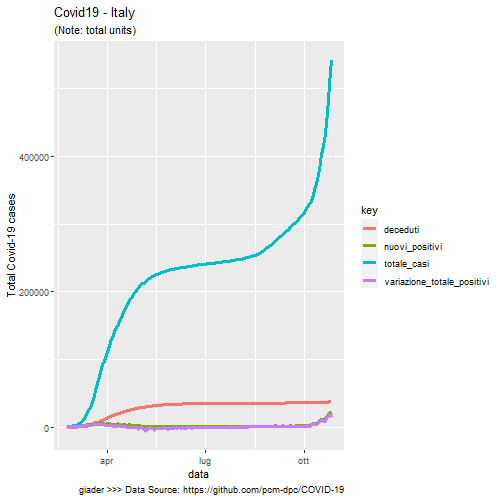 Covid19 - Italy
(Note: total units)
Total Covid-19 cases
400000
200000
0
apr
lug
ott
data
key
deceduti
nuovi_positivi
totale_casi
variazione_totale_positivi
giader >>> Data Source: https://github.com/pcm-dpc/COVID-19